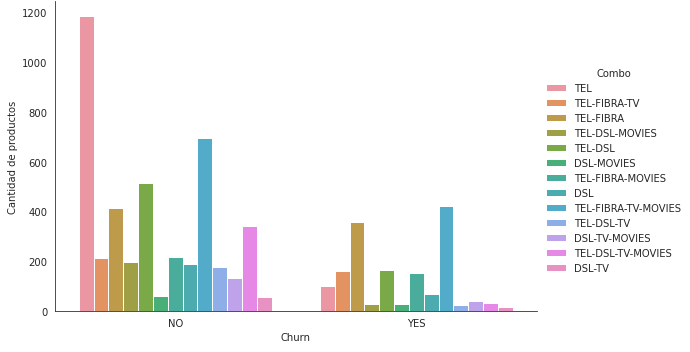 1200
1000
800
600
400
200
0
Cantidad de productos
NO
YES
Churn
Combo
TEL
TEL-FIBRA-TV
TEL-FIBRA
TEL-DSL-MOVIES
TEL-DSL
DSL-MOVIES
TEL-FIBRA-MOVIES
DSL
TEL-FIBRA-TV-MOVIES
TEL-DSL-TV
DSL-TV-MOVIES
TEL-DSL-TV-MOVIES
DSL-TV